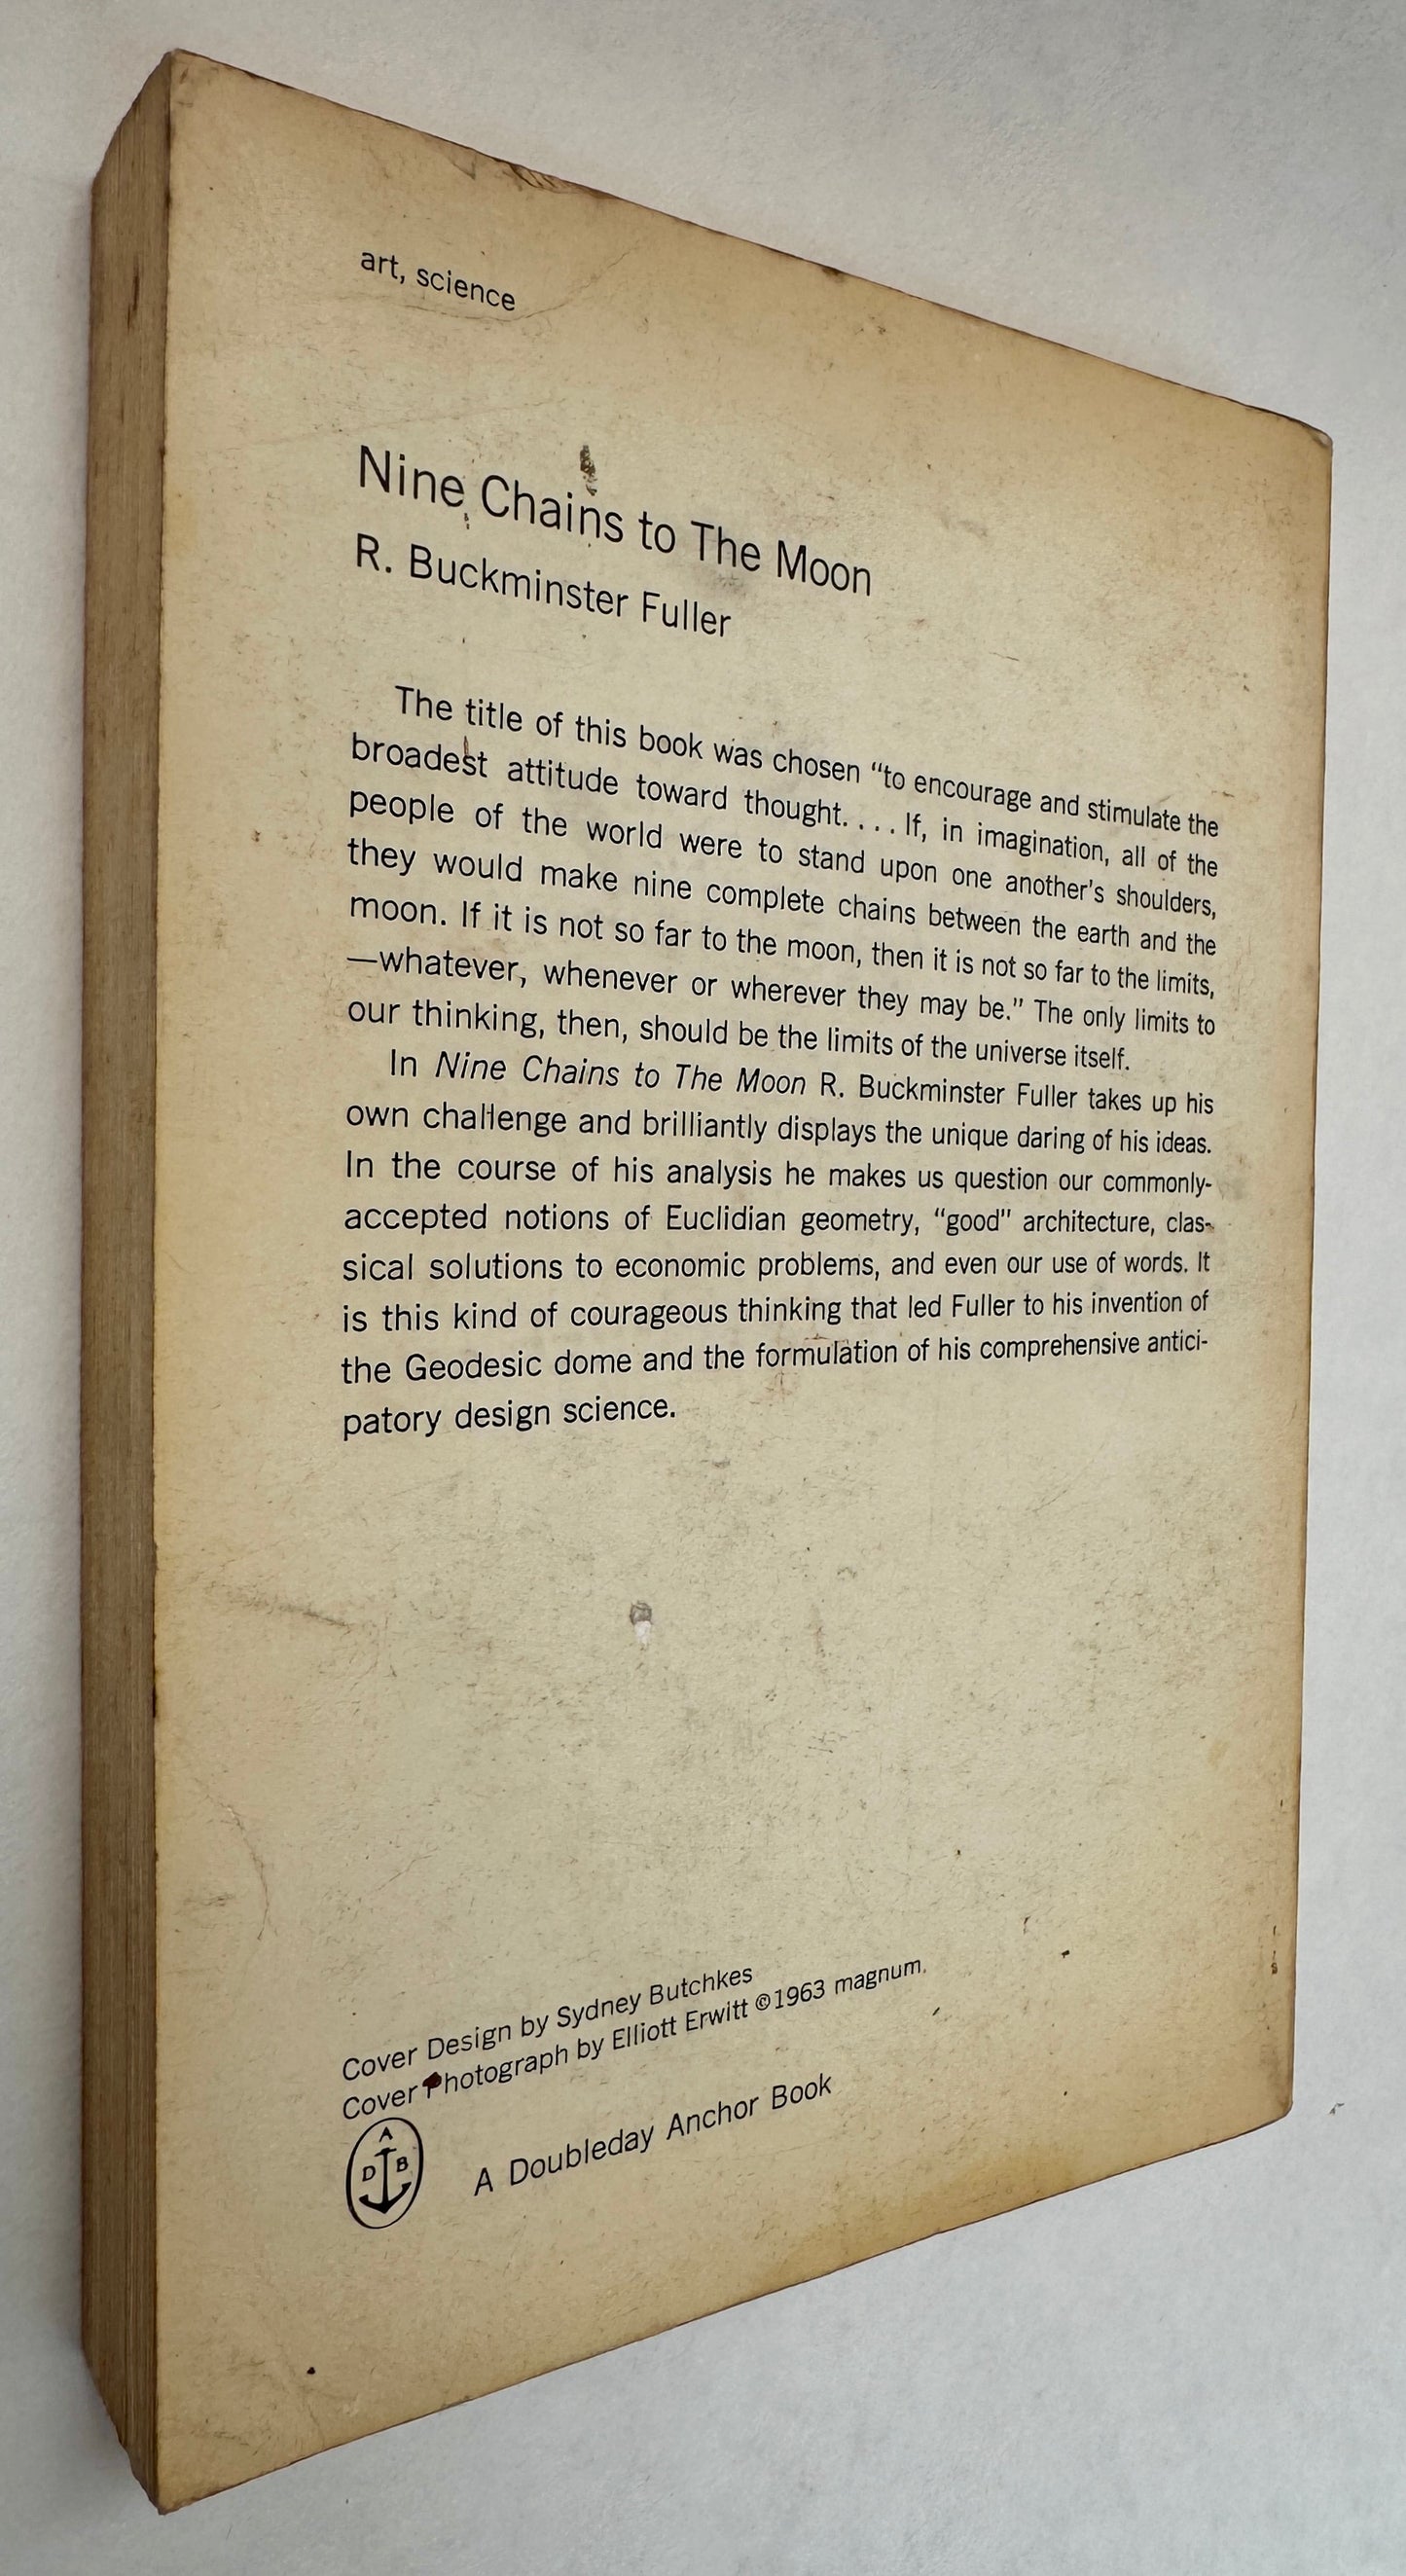 art, science
Nine Chains to The Moon
R. Buckminster Fuller
The title of this book was chosen “to encourage and stimulate the
broadest attitude toward thought. . . . If, in imagination, all of the
people of the world were to stand upon one another’s shoulders,
they would make nine complete chains between the earth and the
moon. If it is not so far to the moon, then it is not so far to the limits,
—whatever, whenever or wherever they may be.” The only limits to
our thinking, then, should be the limits of the universe itself.
In Nine Chains to The Moon R. Buckminster Fuller takes up his
own challenge and brilliantly displays the unique daring of his ideas.
In the course of his analysis he makes us question our commonly-
accepted notions of Euclidian geometry, “good” architecture, clas-
sical solutions to economic problems, and even our use of words. It
is this kind of courageous thinking that led Fuller to his invention of
the Geodesic dome and the formulation of his comprehensive antici-
patory design science.
Cover Design by Sydney Butchkes
Cover Photograph by Elliott Erwitt ©1963 magnum.
A
D B
A Doubleday Anchor Book